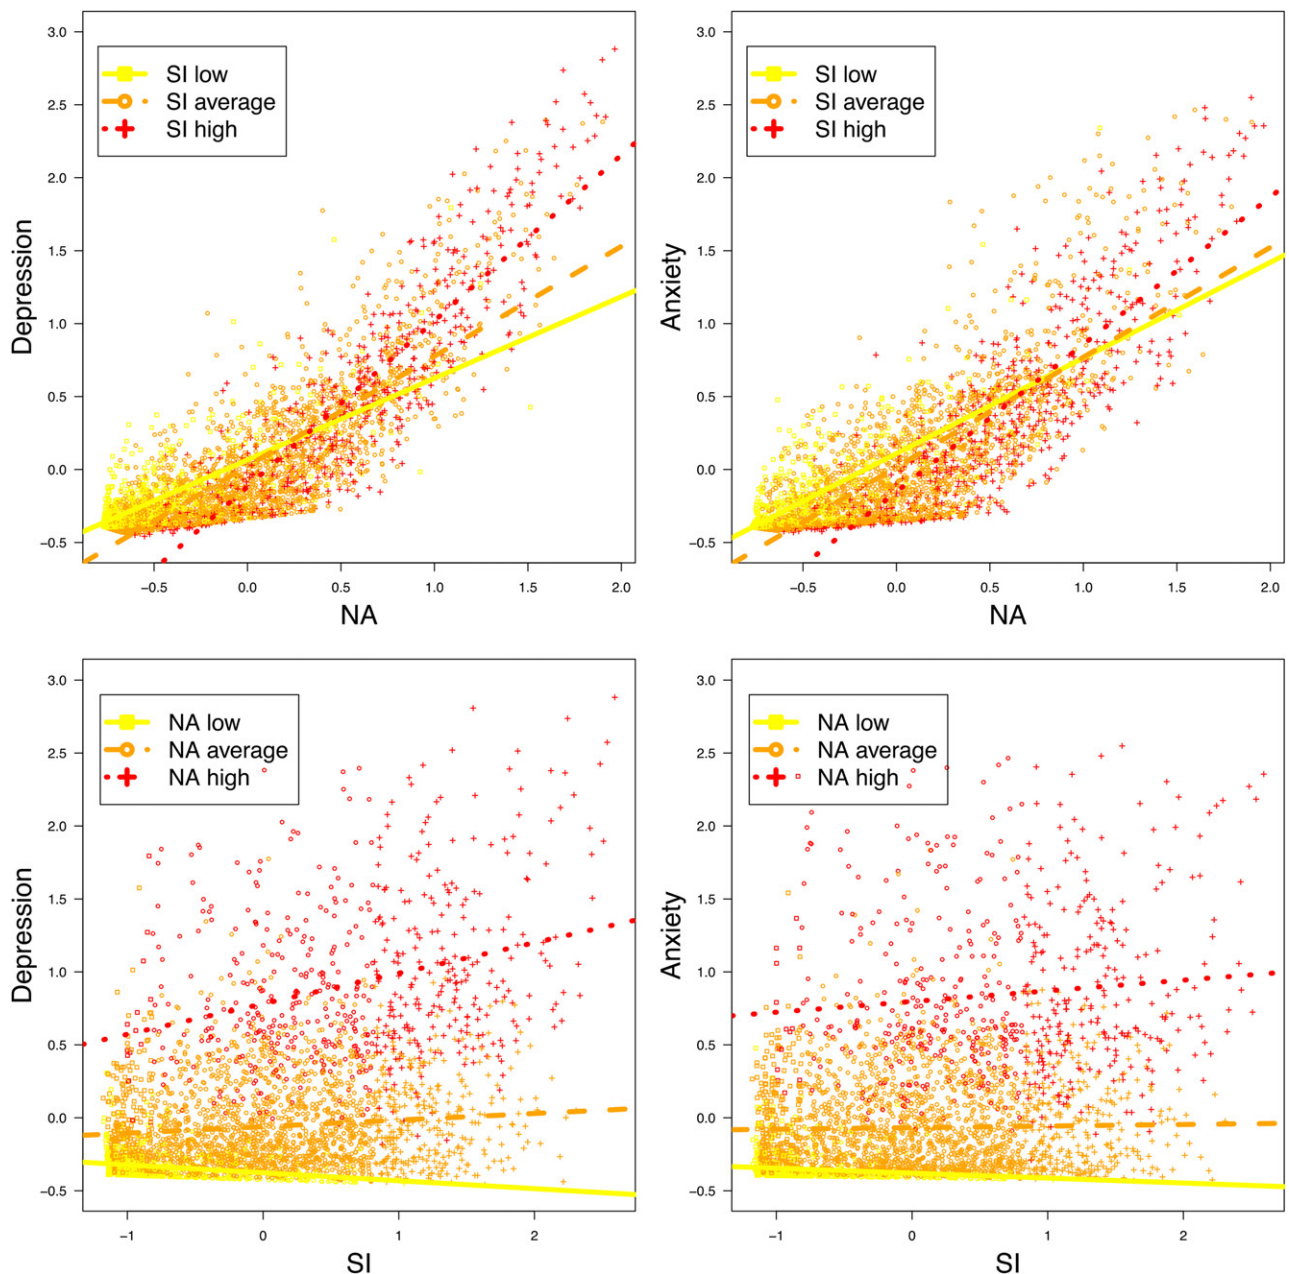 3.0
2.5
2.0
1.5
1.0
0.5
0.0
−0.5
Depression
SI low
SI average
SI high
−0.5 0.0 0.5 1.0 1.5 2.0
NA
3.0
2.5
2.0
1.5
1.0
0.5
0.0
−0.5
Anxiety
SI low
SI average
SI high
−0.5 0.0 0.5 1.0 1.5 2.0
NA
3.0
2.5
2.0
1.5
1.0
0.5
0.0
−0.5
Depression
NA low
NA average
NA high
−1 0 1 2
SI
3.0
2.5
2.0
1.5
1.0
0.5
0.0
−0.5
Anxiety
NA low
NA average
NA high
−1 0 1 2
SI